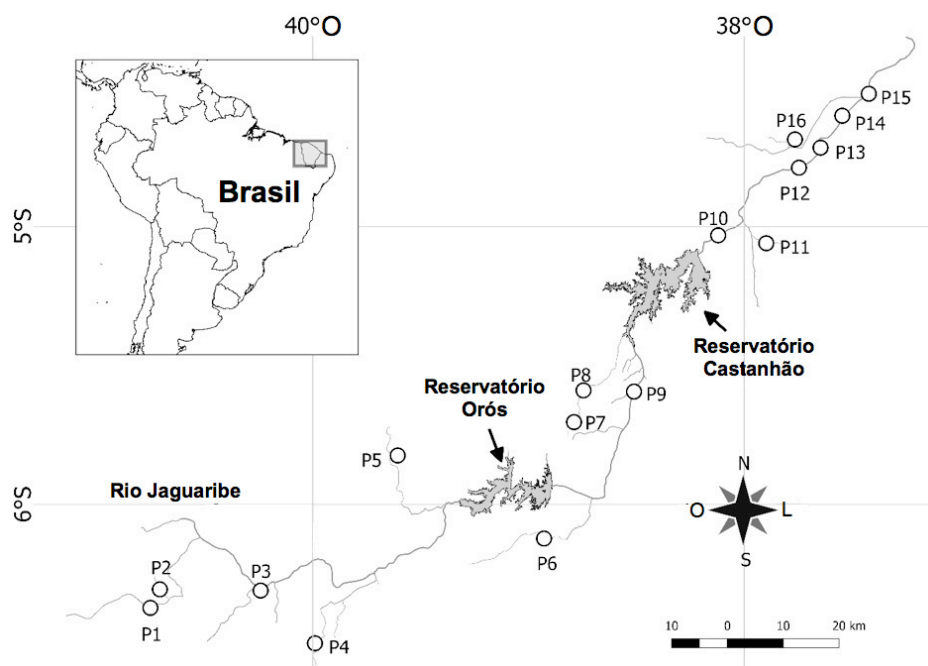 40°O
38°O
Brasil
5°S
6°S
P15
P14
P16
P13
P12
P10
P11
Reservatório
Castanhão
P8
P9
P7
Reservatório
Orós
P5
Rio Jaguaribe
P6
N
O
L
S
P2
P3
P1
P4
10 0 10 20 km